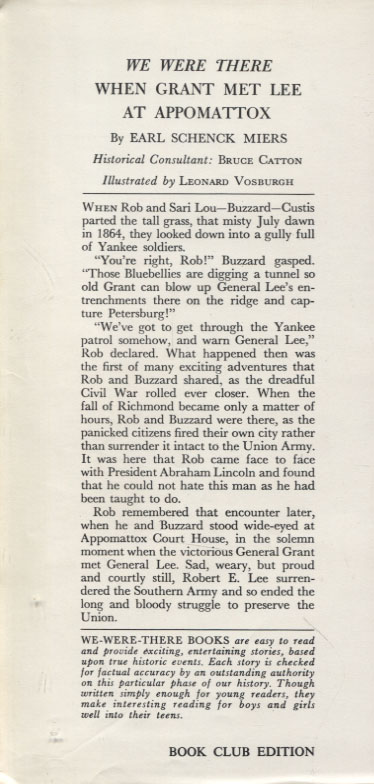 WE WERE THERE
WHEN GRANT MET LEE
AT APPOMATTOX
By EARL SCHENCK MIERS
Historical Consultant: BRUCE CATTON
Illustrated by LEONARD VOSBURGH
WHEN Rob and Sari Lou—Buzzard—Custis
parted the tall grass, that misty July dawn
in 1864, they looked down into a gully full
of Yankee soldiers.
"You're right, Rob!" Buzzard gasped.
"Those Bluebellies are digging a tunnel so
old Grant can blow up General Lee's en-
trenchments there on the ridge and cap-
ture Petersburg!"
"We've got to get through the Yankee
patrol somehow, and warn General Lee,"
Rob declared. What happened then was
the first of many exciting adventures that
Rob and Buzzard shared, as the dreadful
Civil War rolled ever closer. When the
fall of Richmond became only a matter of
hours, Rob and Buzzard were there, as the
panicked citizens fired their own city rather
than surrender it intact to the Union Army.
It was here that Rob came face to face
with President Abraham Lincoln and found
that he could not hate this man as he had
been taught to do.
Rob remembered that encounter later,
when he and Buzzard stood wide-eyed at
Appomattox Court House, in the solemn
moment when the victorious General Grant
met General Lee. Sad, weary, but proud
and courtly still, Robert E. Lee surren-
dered the Southern Army and so ended the
long and bloody struggle to preserve the
Union.
WE-WERE-THERE BOOKS are easy to read
and provide exciting, entertaining stories, based
upon true historic events. Each story is checked
for factual accuracy by an outstanding authority
on this particular phase of our history. Though
written simply enough for young readers, they
make interesting reading for boys and girls
well into their teens.
BOOK CLUB EDITION